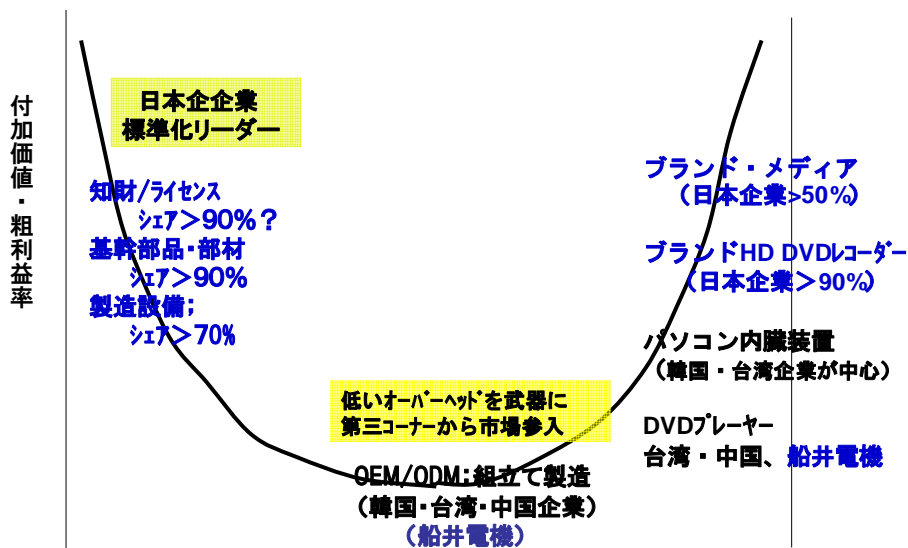 付加価値・粗利益率
日本企企業
標準化リーダー
知財/ライセンス
シェア＞90%？
基幹部品・部材
シェア＞90%
製造設備；
シェア＞70%
低いオーバーヘッドを武器に
第三コーナーから市場参入
OEM/ODM；組立て製造
（韓国・台湾・中国企業）
（船井電機）
ブランド・メディア
（日本企業>50%）
ブランドHD DVDレコーダー
（日本企業＞90%）
パソコン内臓装置
（韓国・台湾企業が中心）
DVDプレーヤー
台湾・中国、船井電機